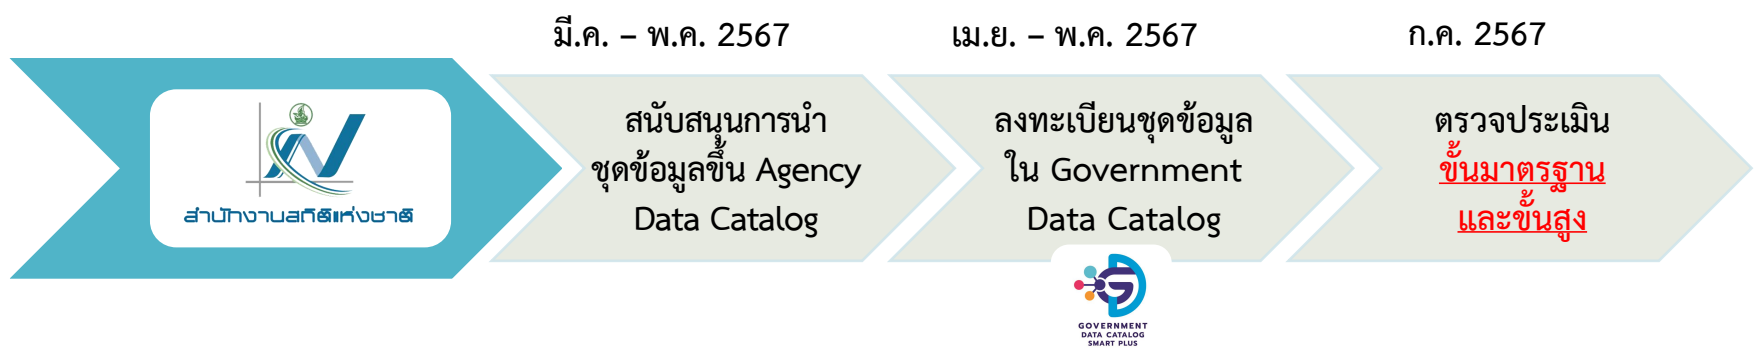 มี.ค. – พ.ค. 2567
เม.ย. – พ.ค. 2567
ก.ค. 2567
สำนักงานสถิติแห่งชาติ
สนับสนุนการนำ
ชุดข้อมูลขึ้น Agency
Data Catalog
ลงทะเบียนชุดข้อมูล
ใน Government
Data Catalog
GOVERNMENT
DATA CATALOG
SMART PLUS
ตรวจประเมิน
ขั้นมาตรฐาน
และขั้นสูง